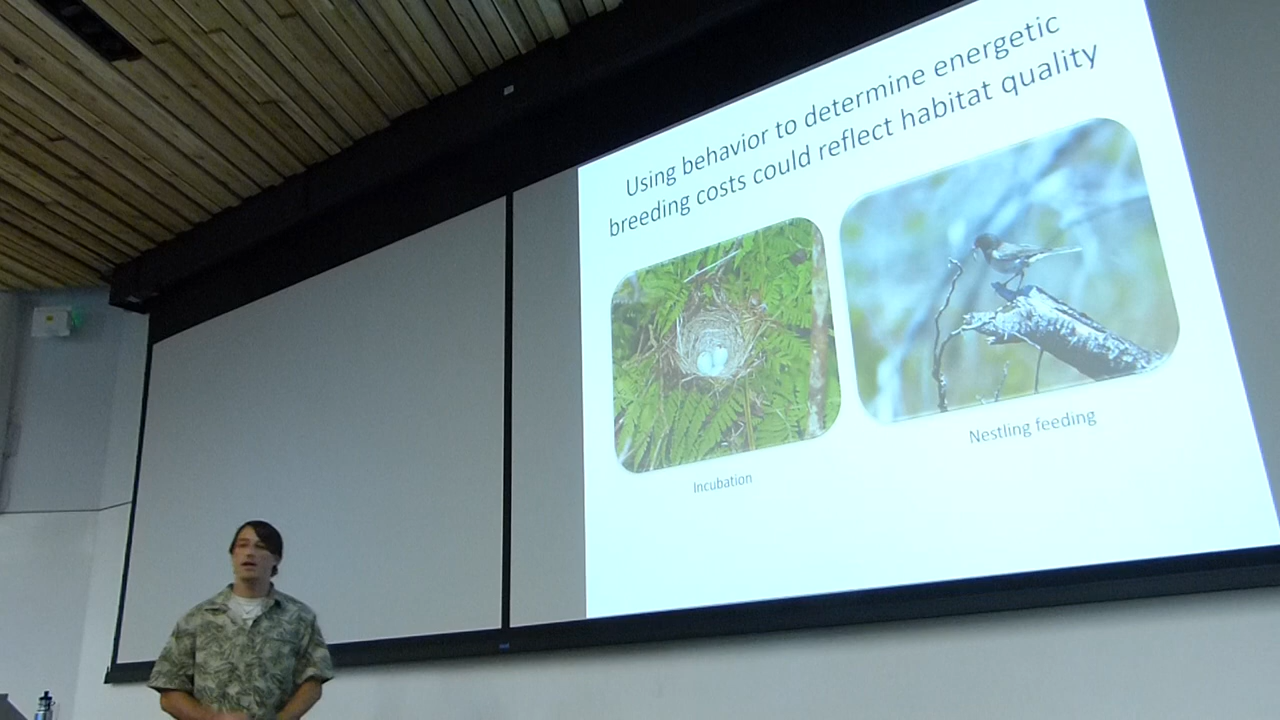 Using behavior to determine energetic
breeding costs could reflect habitat quality
Incubation
Nestling feeding